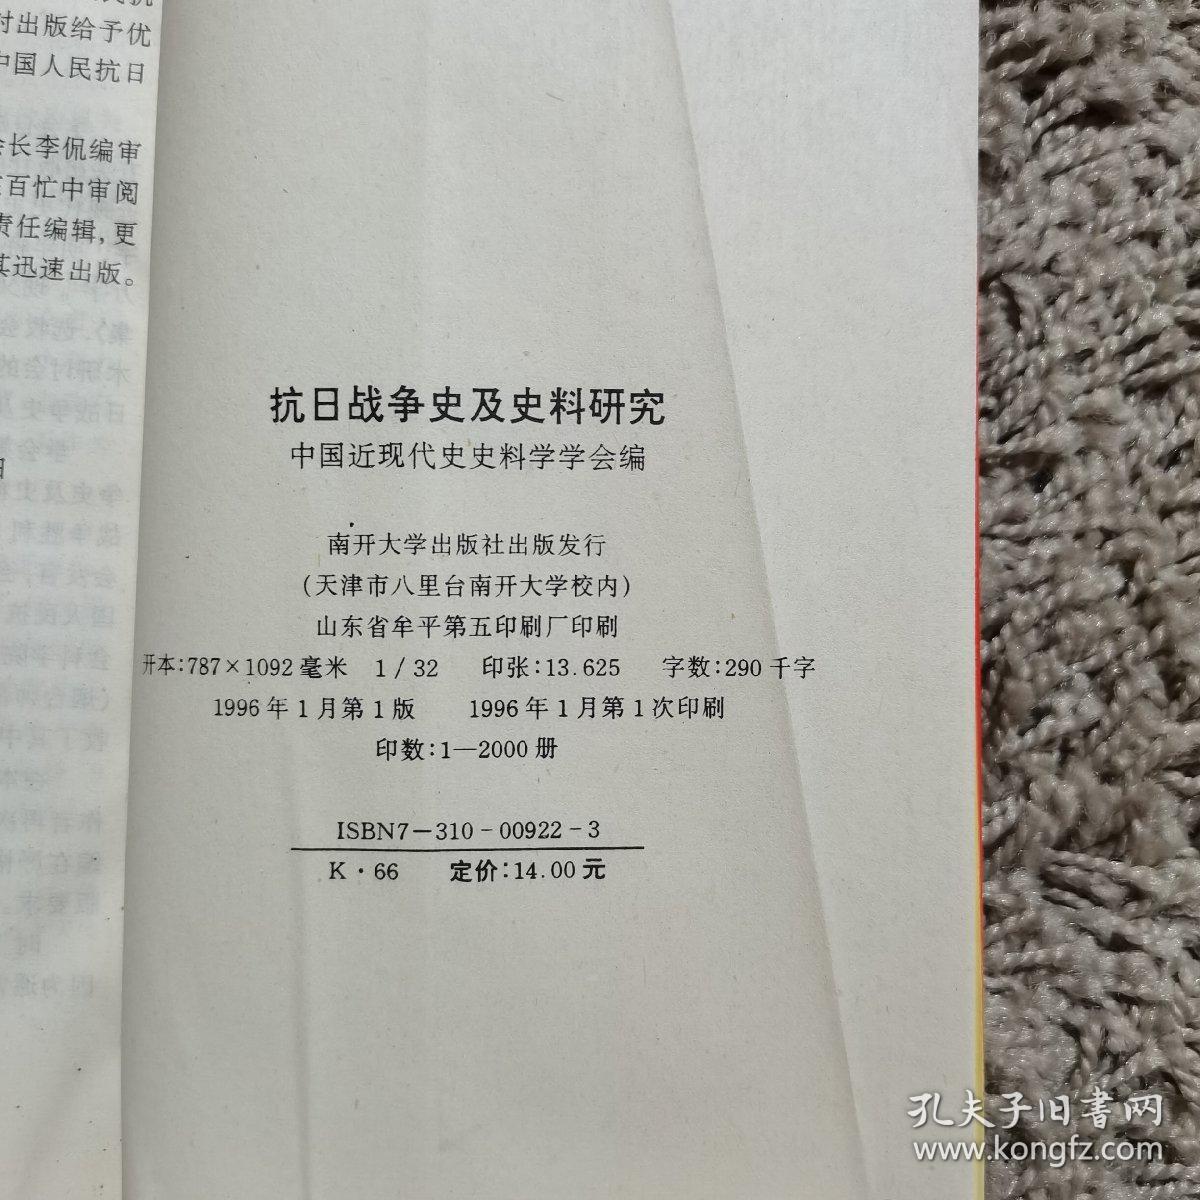 付出版给予优
中国人民抗日
会长李侃编审
百忙中审阅
责任编辑,更
其迅速出版。
抗日战争史及史料研究
中国近现代史史料学学会编
南开大学出版社出版发行
(天津市八里台南开大学校内)
山东省牟平第五印刷厂印刷
开本:787×1092毫米 1/32 印张:13.625 字数:290千字
1996年1月第1版 1996年1月第1次印刷
印数:1—2000册
ISBN7-310-00922-3
K·66 定价:14.00元
孔夫子旧书网
www.kongfz.com